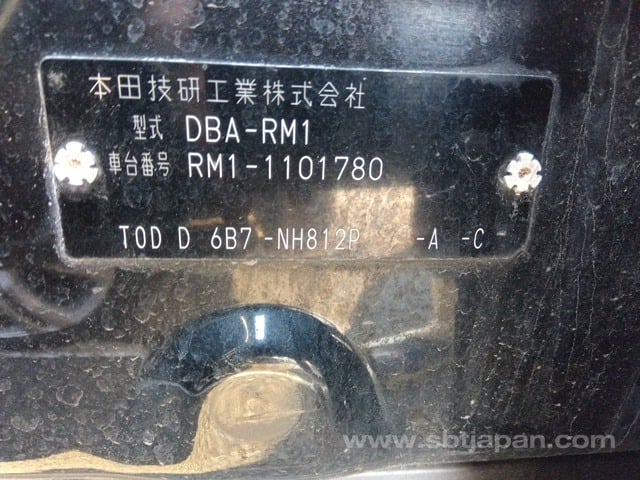 本田技研工業株式会社
型式 DBA-RM1
車台番号 RM1-1101780
T0D D 6B7 -NH812P -A -C
www.sbtjapan.com